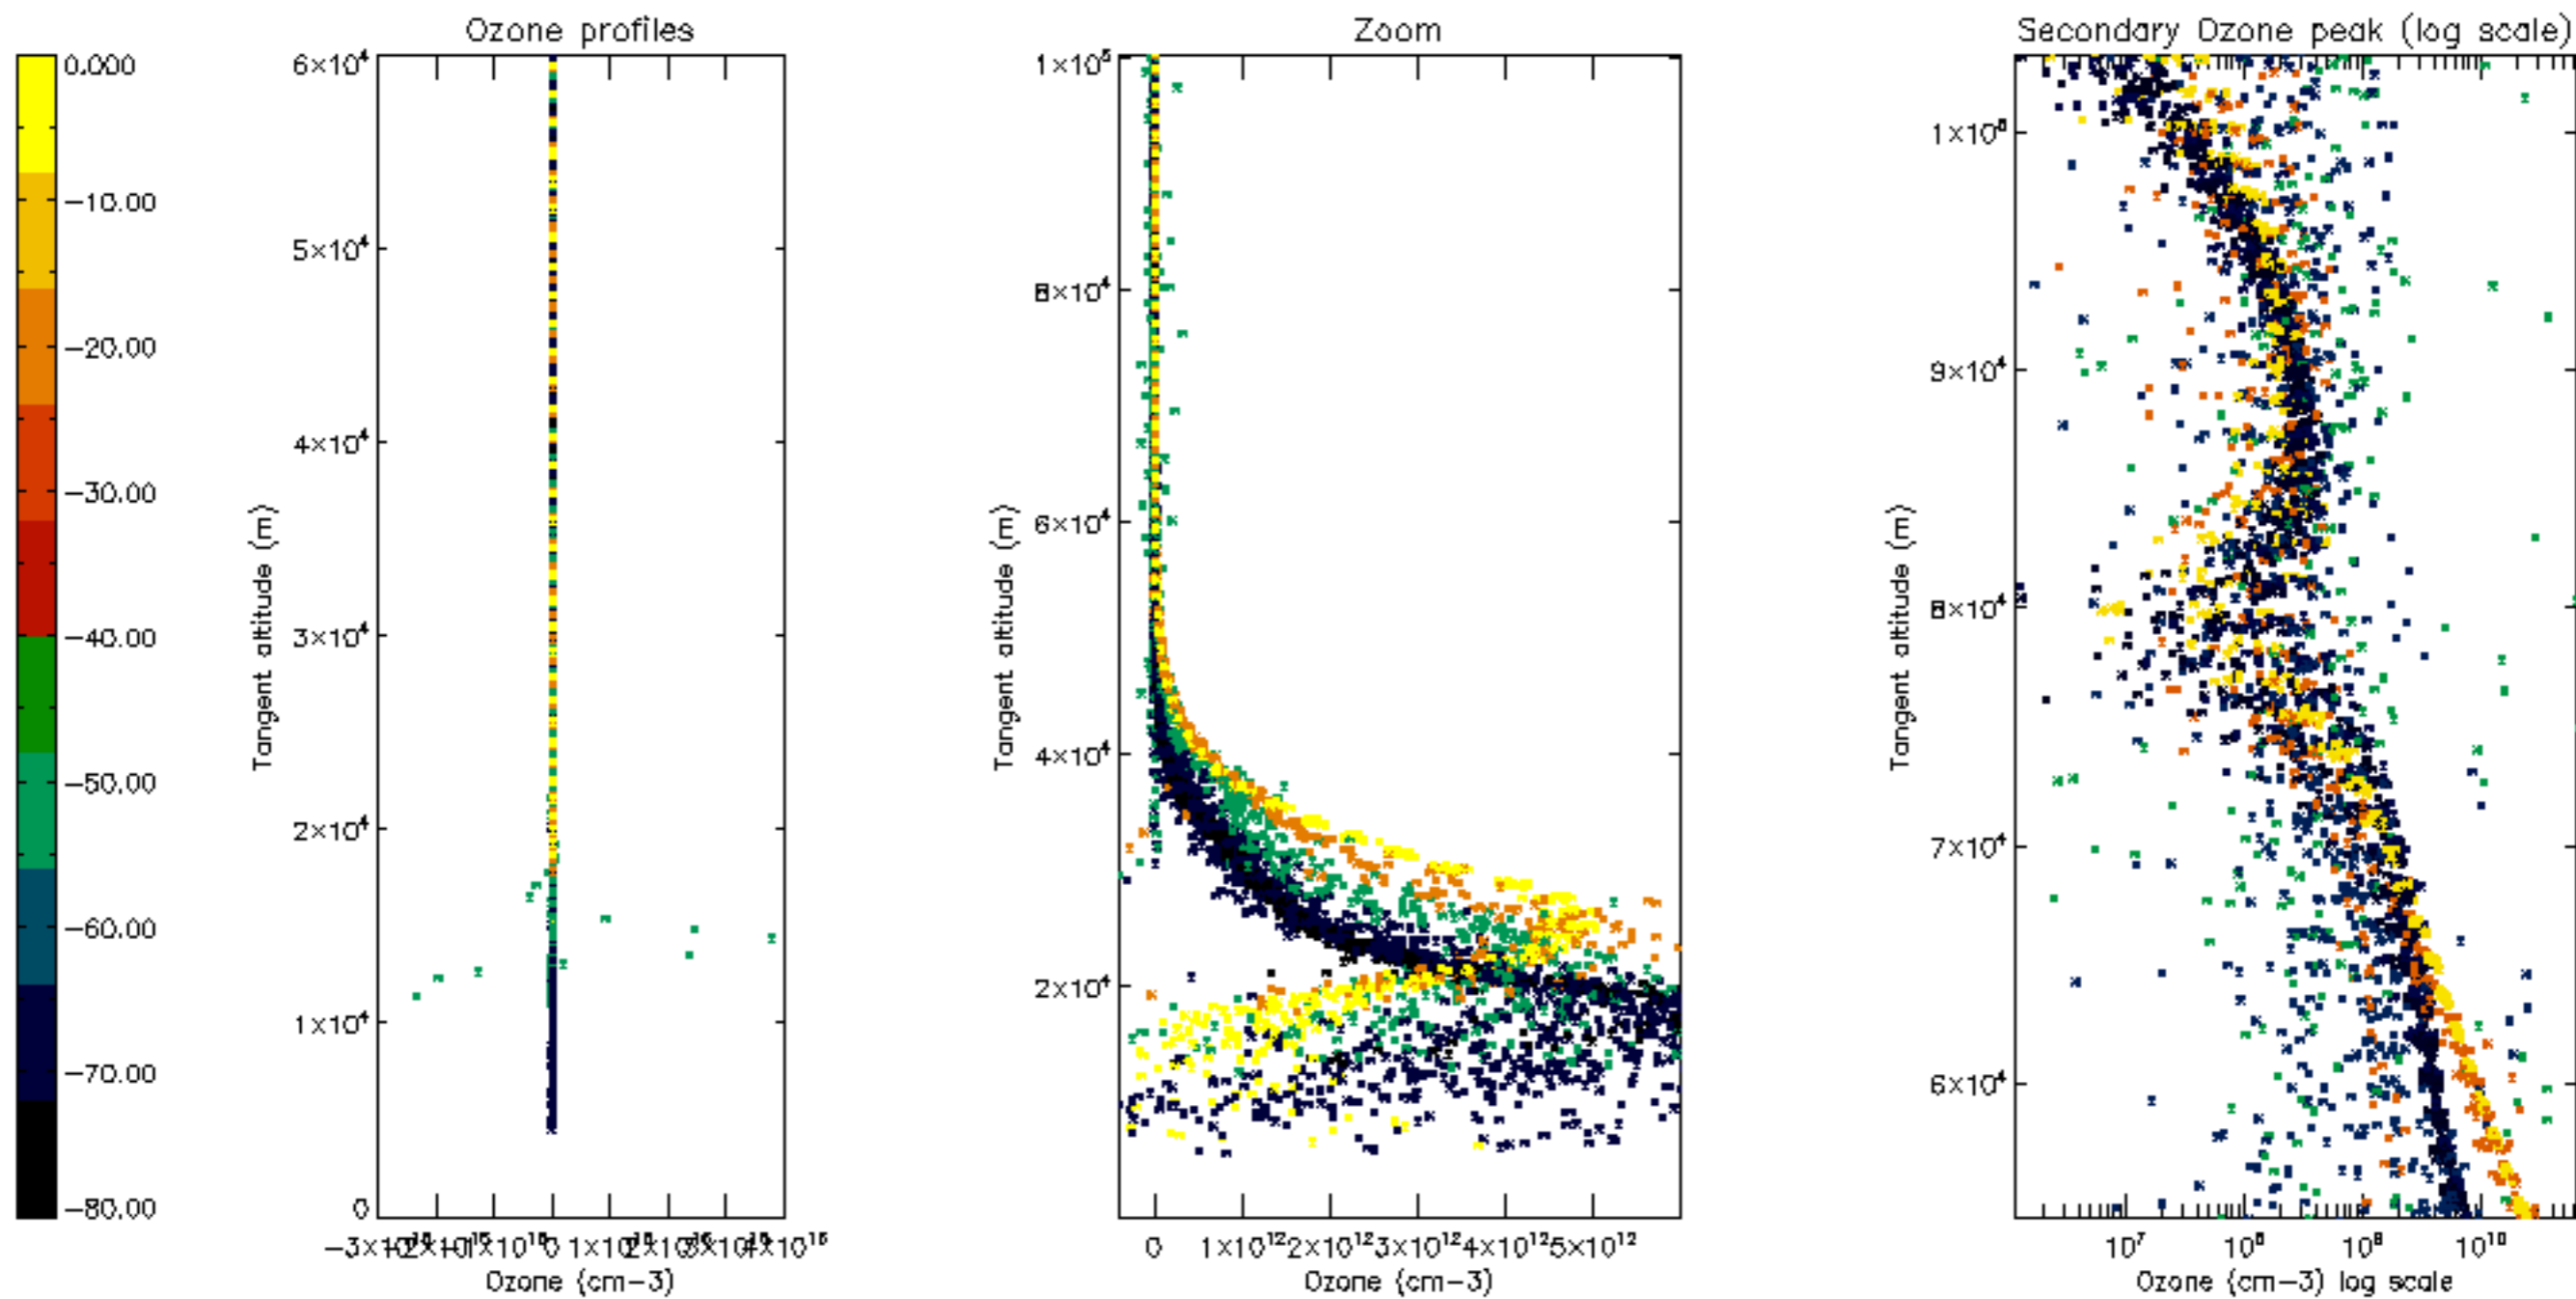 Ozone profiles
Zoom
Secondary Ozone peak (log scale)
0.000
-10.00
-20.00
-30.00
-40.00
-50.00
-60.00
-70.00
-80.00
6×10⁴
5×10⁴
4×10⁴
3×10⁴
2×10⁴
1×10⁴
0
Tangent altitude (m)
0
Ozone (cm-3)
1×10⁵
8×10⁴
6×10⁴
4×10⁴
2×10⁴
Tangent altitude (m)
0 1×10¹² 2×10¹² 3×10¹² 4×10¹² 5×10¹²
Ozone (cm-3)
9×10⁴
8×10⁴
7×10⁴
6×10⁴
Tangent altitude (m)
10⁷ 10⁸ 10⁹ 10¹⁰
Ozone (cm-3) log scale